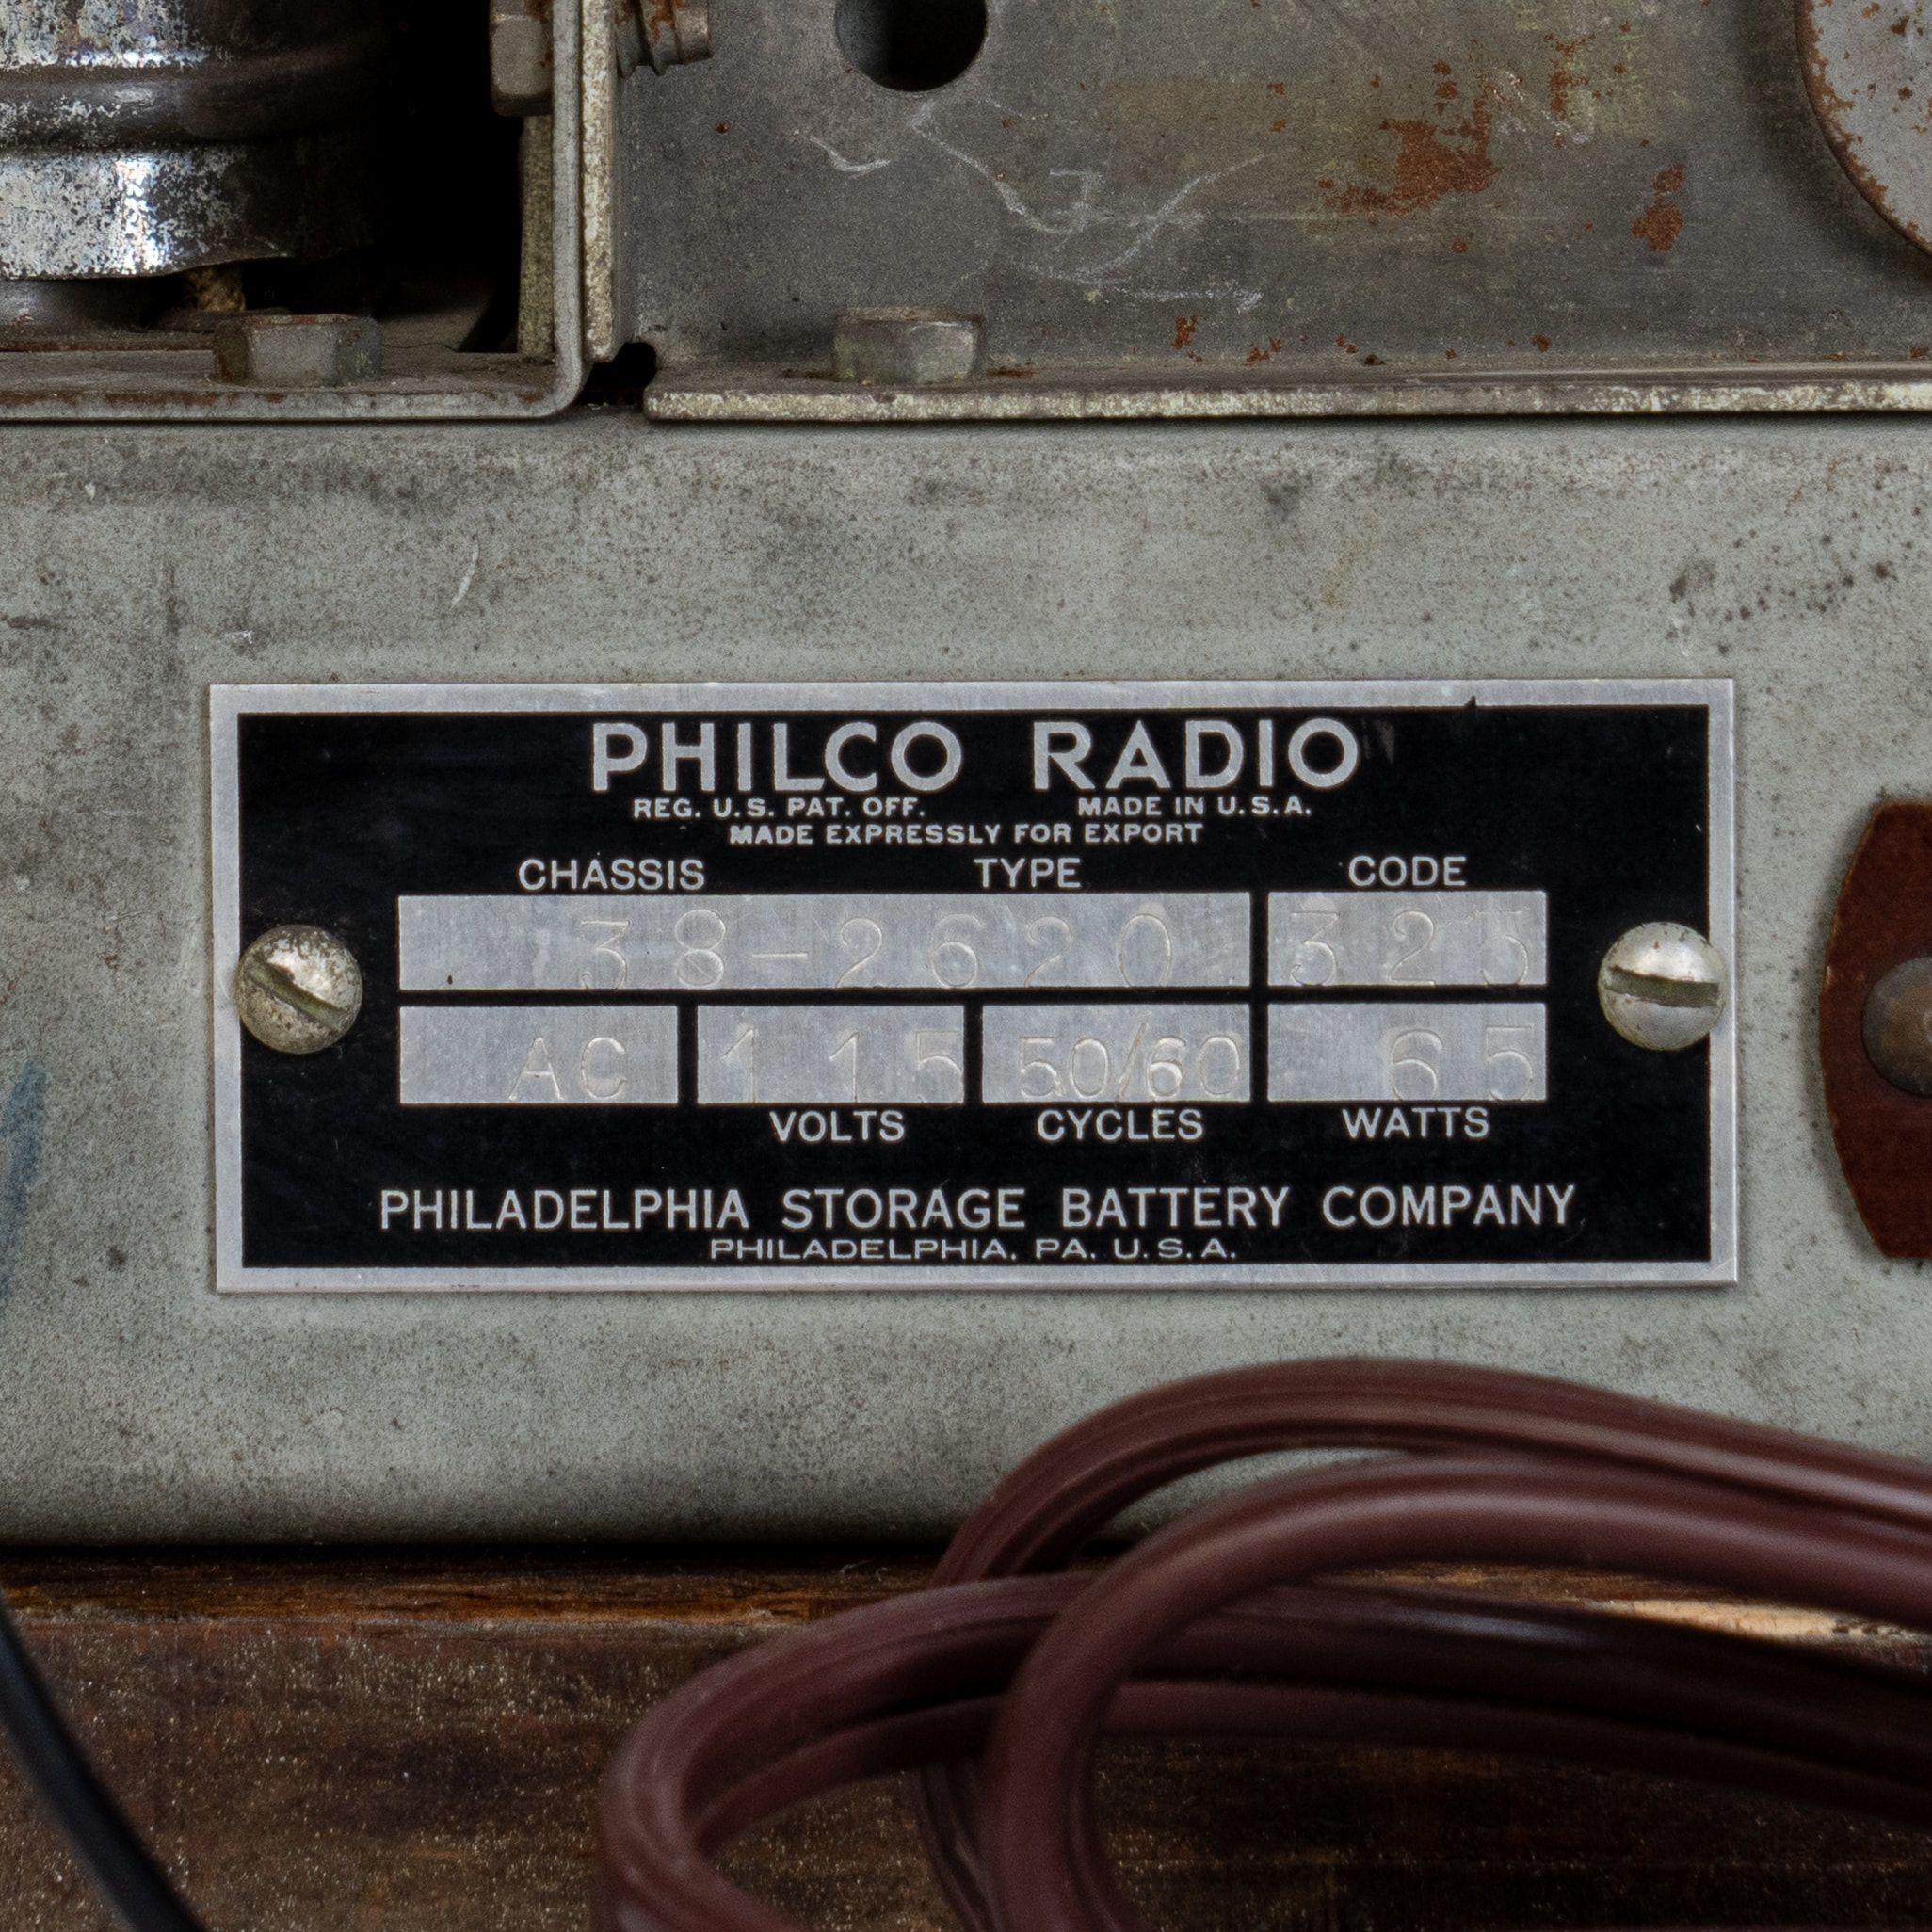 PHILCO RADIO
REG. U.S. PAT. OFF. MADE IN U.S.A.
MADE EXPRESSLY FOR EXPORT
CHASSIS TYPE CODE
38-2620 323
AC 115 50/60 65
VOLTS CYCLES WATTS
PHILADELPHIA STORAGE BATTERY COMPANY
PHILADELPHIA, PA. U.S.A.